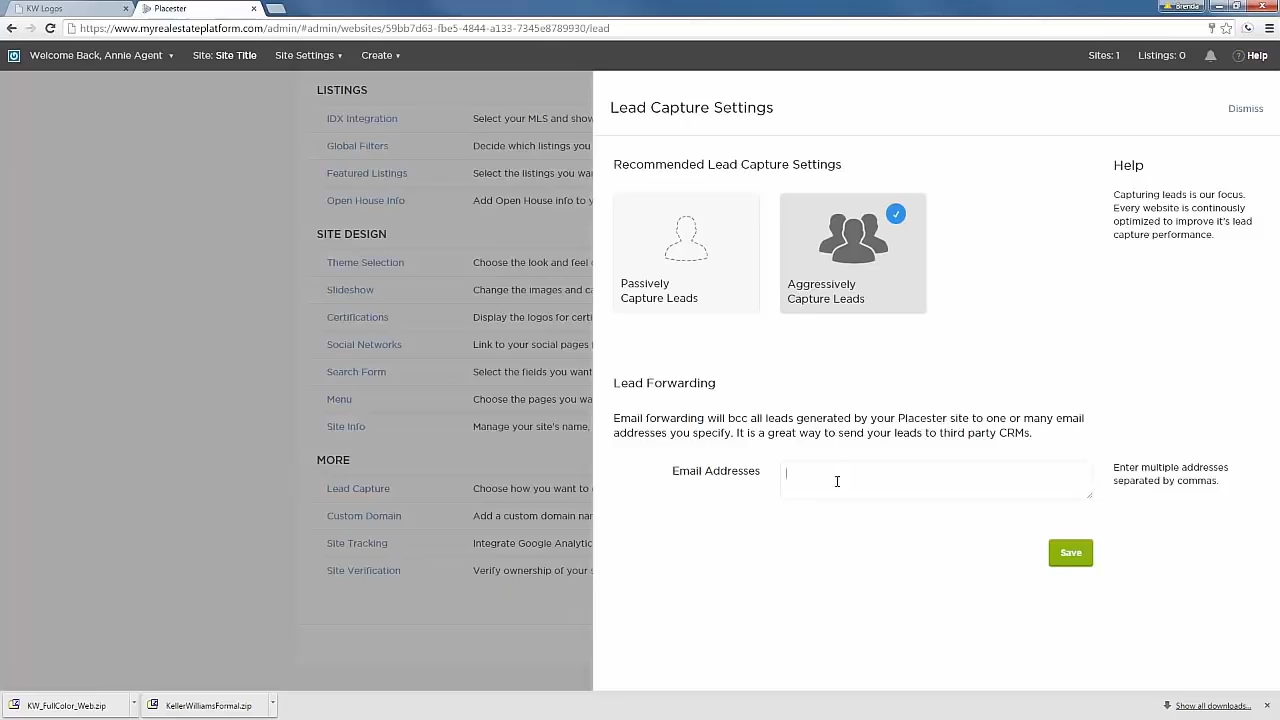 KW Logos
Placester
Brenda
https://www.myrealestateplatform.com/admin/#admin/websites/59bb7d63-fbe5-4844-a133-7345e8789930/lead
Welcome Back, Annie Agent
Site: Site Title
Site Settings
Create
Sites: 1
Listings: 0
Help
LISTINGS
IDX Integration Select your MLS and show
Global Filters Decide which listings you
Featured Listings Select the listings you wa
Open House Info Add Open House info to y
SITE DESIGN
Theme Selection Choose the look and feel
Slideshow Change the images and ca
Certifications Display the logos for certi
Social Networks Link to your social pages
Search Form Select the fields you want
Menu Choose the pages you wa
Site Info Manage your site's name,
MORE
Lead Capture Choose how you want to
Custom Domain Add a custom domain nar
Site Tracking Integrate Google Analytic
Site Verification Verify ownership of your s
Lead Capture Settings
Dismiss
Recommended Lead Capture Settings
Passively
Capture Leads
Aggressively
Capture Leads
Help
Capturing leads is our focus.
Every website is continously
optimized to improve it's lead
capture performance.
Lead Forwarding
Email forwarding will bcc all leads generated by your Placester site to one or many email
addresses you specify. It is a great way to send your leads to third party CRMs.
Email Addresses
Enter multiple addresses
separated by commas.
Save
KW_FullColor_Web.zip
KellerWilliamsFormal.zip
Show all downloads...